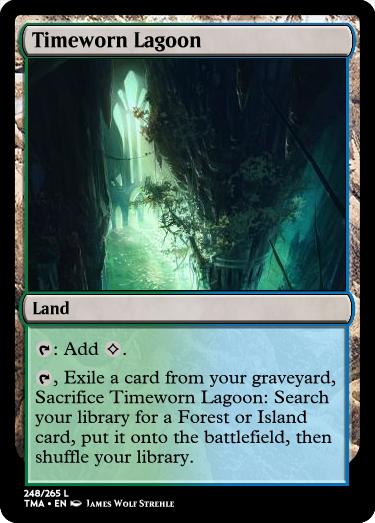 Timeworn Lagoon
Land
: Add .
, Exile a card from your graveyard,
Sacrifice Timeworn Lagoon: Search
your library for a Forest or Island
card, put it onto the battlefield, then
shuffle your library.
248/265 L
TMA • EN James Wolf Strehle